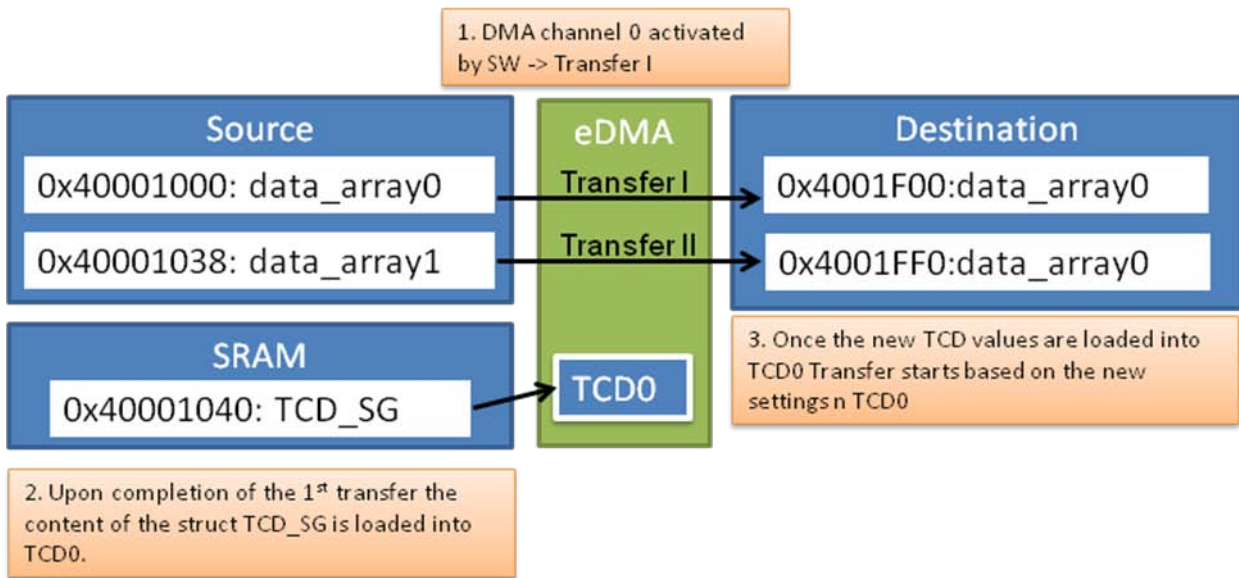 1. DMA channel 0 activated
by SW -> Transfer I
Source
0x40001000: data_array0
0x40001038: data_array1
eDMA
Transfer I
Transfer II
Destination
0x4001F00:data_array0
0x4001FF0:data_array0
SRAM
0x40001040: TCD_SG
TCD0
3. Once the new TCD values are loaded into
TCD0 Transfer starts based on the new
settings n TCD0
2. Upon completion of the 1st transfer the
content of the struct TCD_SG is loaded into
TCD0.